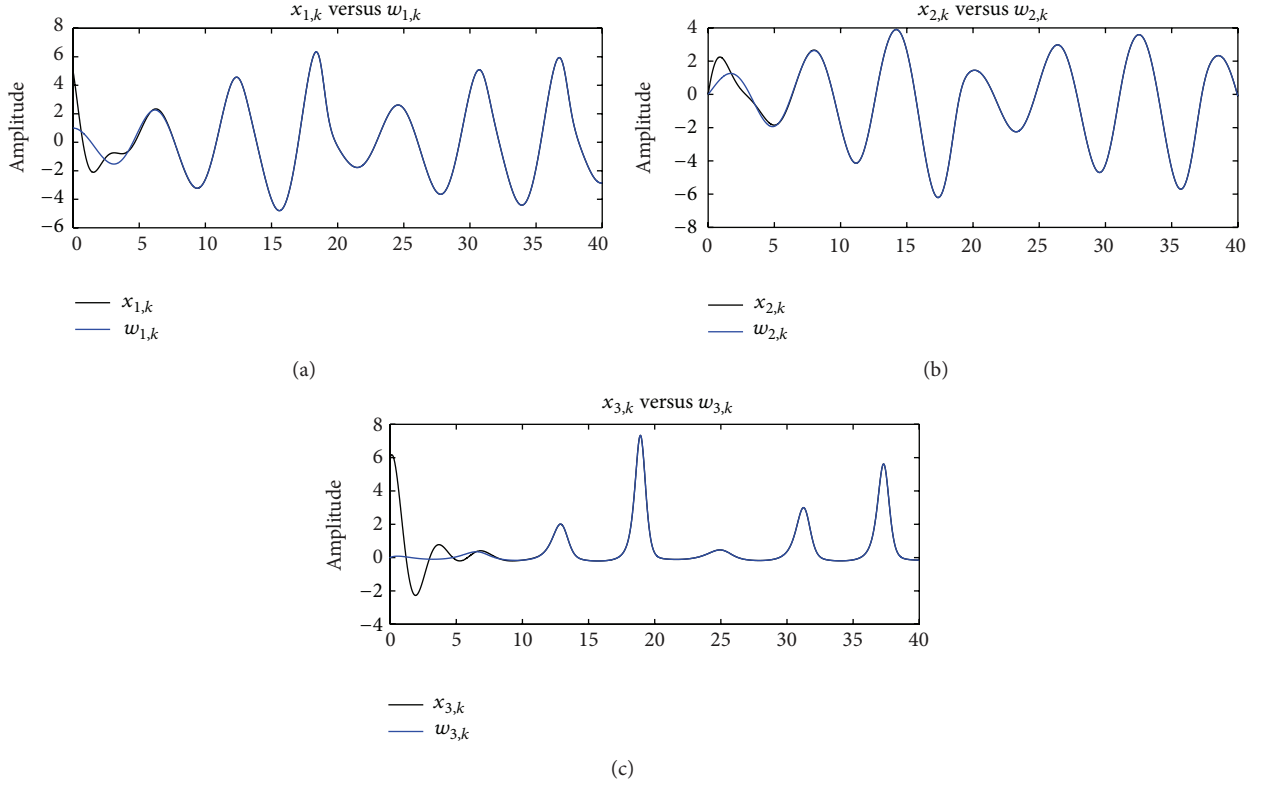 x1,k versus w1,k
Amplitude
8
6
4
2
0
−2
−4
−6
0 5 10 15 20 25 30 35 40
x1,k
w1,k
(a)
x2,k versus w2,k
Amplitude
4
2
0
−2
−4
−6
−8
0 5 10 15 20 25 30 35 40
x2,k
w2,k
(b)
x3,k versus w3,k
Amplitude
8
6
4
2
0
−2
−4
0 5 10 15 20 30 35 40
x3,k
w3,k
(c)